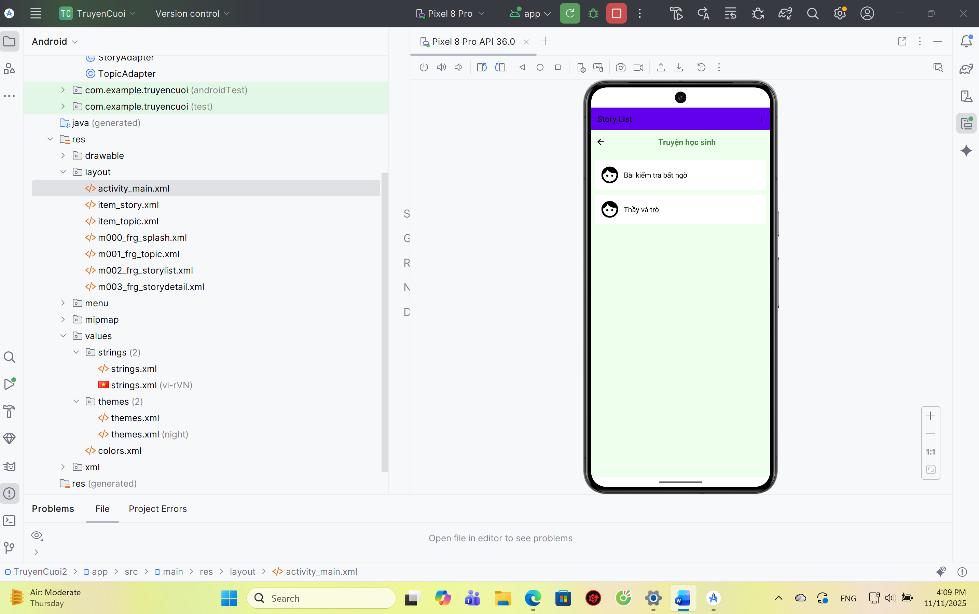 TC TruyenCuoi Version control Pixel 8 Pro app
Android
Pixel 8 Pro API 36.0
StoryAdapter
TopicAdapter
com.example.truyencuoi (androidTest)
com.example.truyencuoi (test)
java (generated)
res
drawable
layout
activity_main.xml
item_story.xml
item_topic.xml
m000_frg_splash.xml
m001_frg_topic.xml
m002_frg_storylist.xml
m003_frg_storydetail.xml
menu
mipmap
values
strings (2)
strings.xml
strings.xml (vi-rVN)
themes (2)
themes.xml
themes.xml (night)
colors.xml
xml
res (generated)
S
G
R
N
D
Story List
Truyện học sinh
Bài kiểm tra bất ngờ
Thầy và trò
1:1
Problems File Project Errors
Open file in editor to see problems
TruyenCuoi2 > app > src > main > res > layout > activity_main.xml
Air: Moderate
Thursday
Search
ENG
4:09 PM
11/11/2025